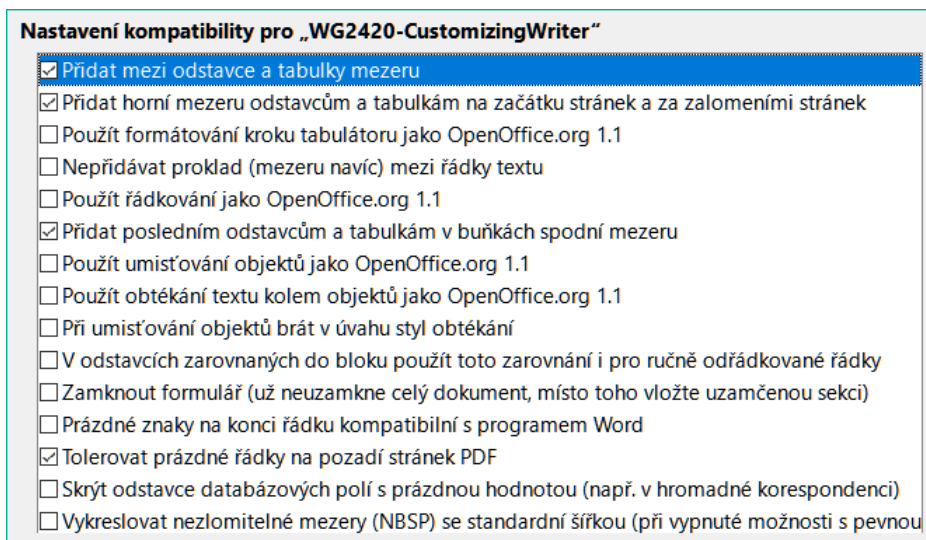 Nastavení kompatibility pro „WG2420-CustomizingWriter“
Přidat mezi odstavce a tabulky mezeru
Přidat horní mezeru odstavcům a tabulkám na začátku stránek a za zalomeními stránek
Použít formátování kroku tabulátoru jako OpenOffice.org 1.1
Nepřidávat proklad (mezeru navíc) mezi řádky textu
Použít řádkování jako OpenOffice.org 1.1
Přidat posledním odstavcům a tabulkám v buňkách spodní mezeru
Použít umisťování objektů jako OpenOffice.org 1.1
Použít obtékání textu kolem objektů jako OpenOffice.org 1.1
Při umisťování objektů brát v úvahu styl obtékání
V odstavcích zarovnaných do bloku použít toto zarovnání i pro ručně odřádkované řádky
Zamknout formulář (už neuzamkne celý dokument, místo toho vložte uzamčenou sekci)
Prázdné znaky na konci řádku kompatibilní s programem Word
Tolerovat prázdné řádky na pozadí stránek PDF
Skrýt odstavce databázových polí s prázdnou hodnotou (např. v hromadné korespondenci)
Vykreslovat nezlomitelné mezery (NBSP) se standardní šířkou (při vypnuté možnosti s pevnou